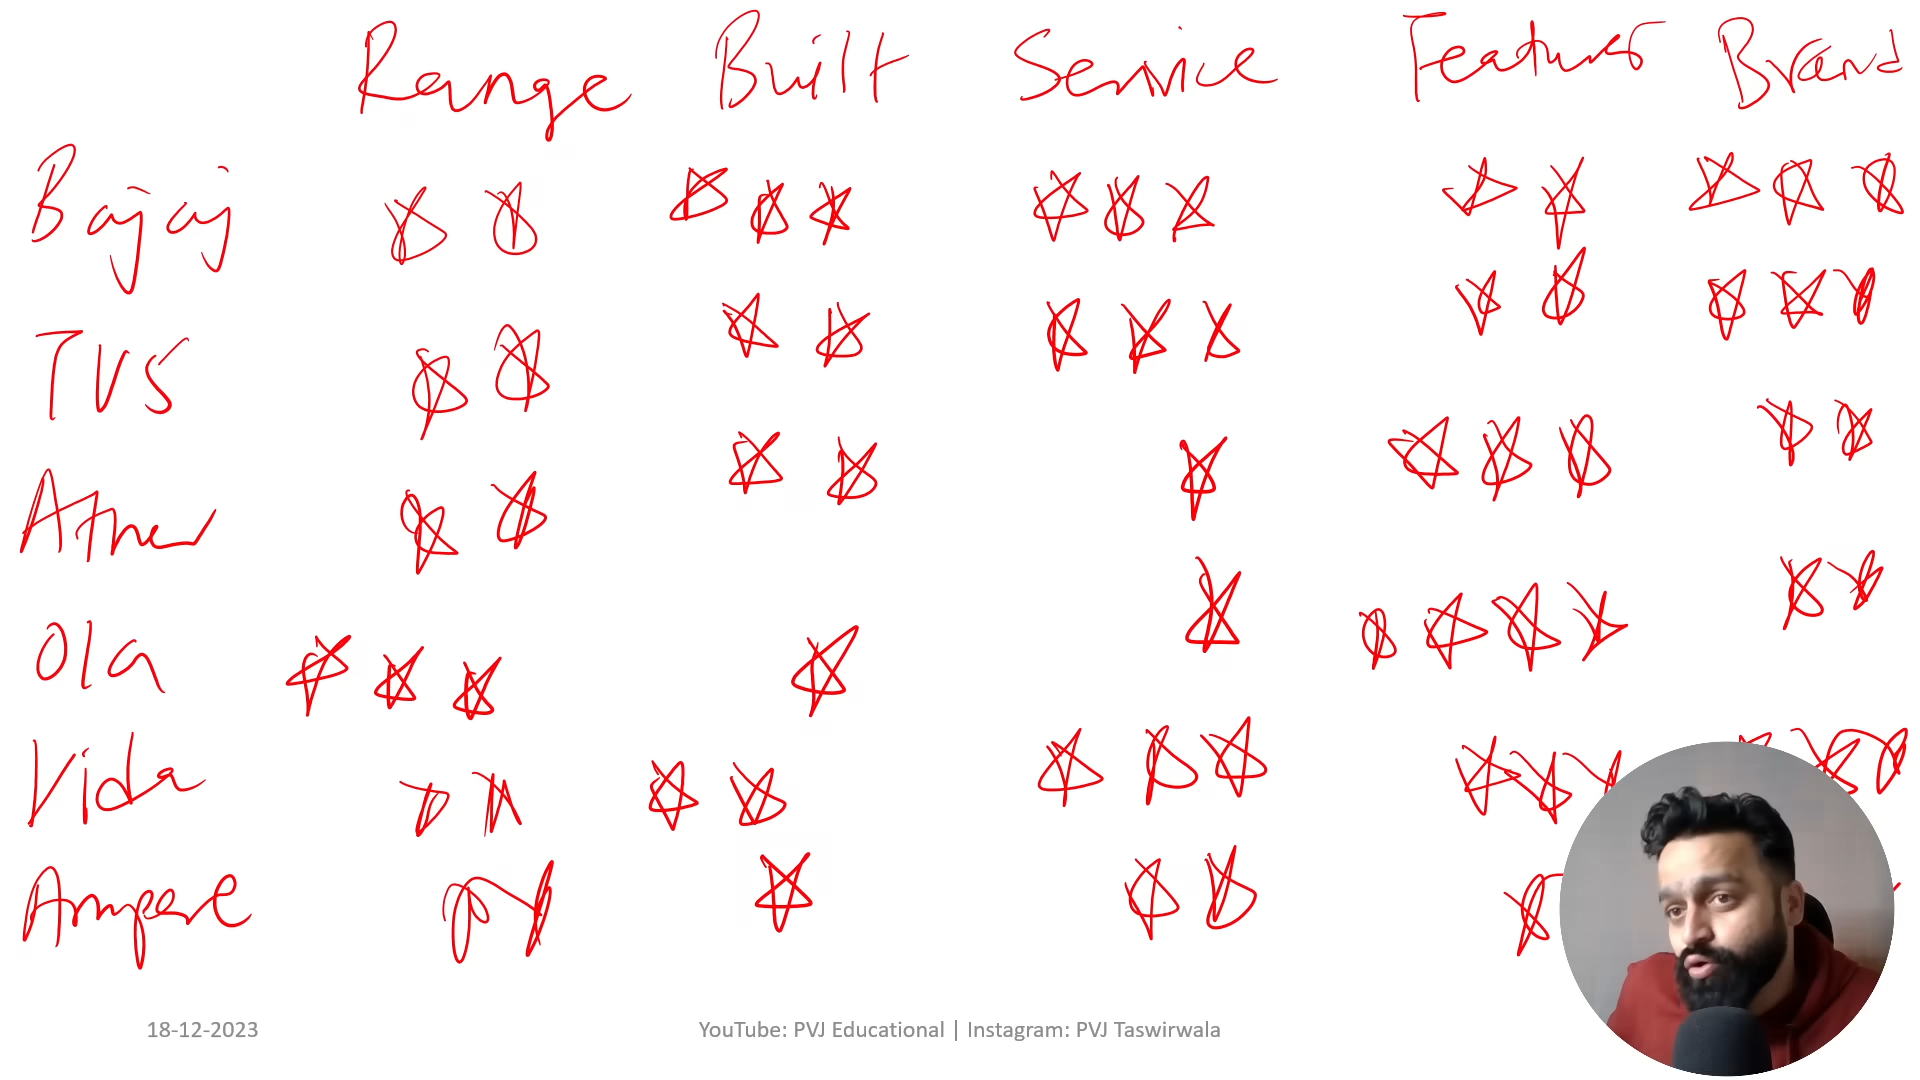 Range Built Service Features Brand
Bajaj
TVS
Ather
Ola
Vida
Ampere
18-12-2023 YouTube: PVJ Educational | Instagram: PVJ Taswirwala